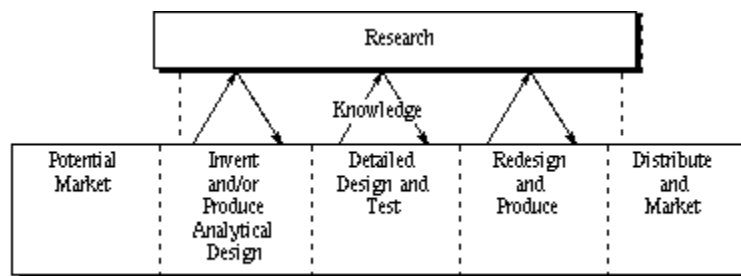 Research
Knowledge
Potential
Market
Invent
and/or
Produce
Analytical
Design
Detailed
Design and
Test
Redesign
and
Produce
Distribute
and
Market